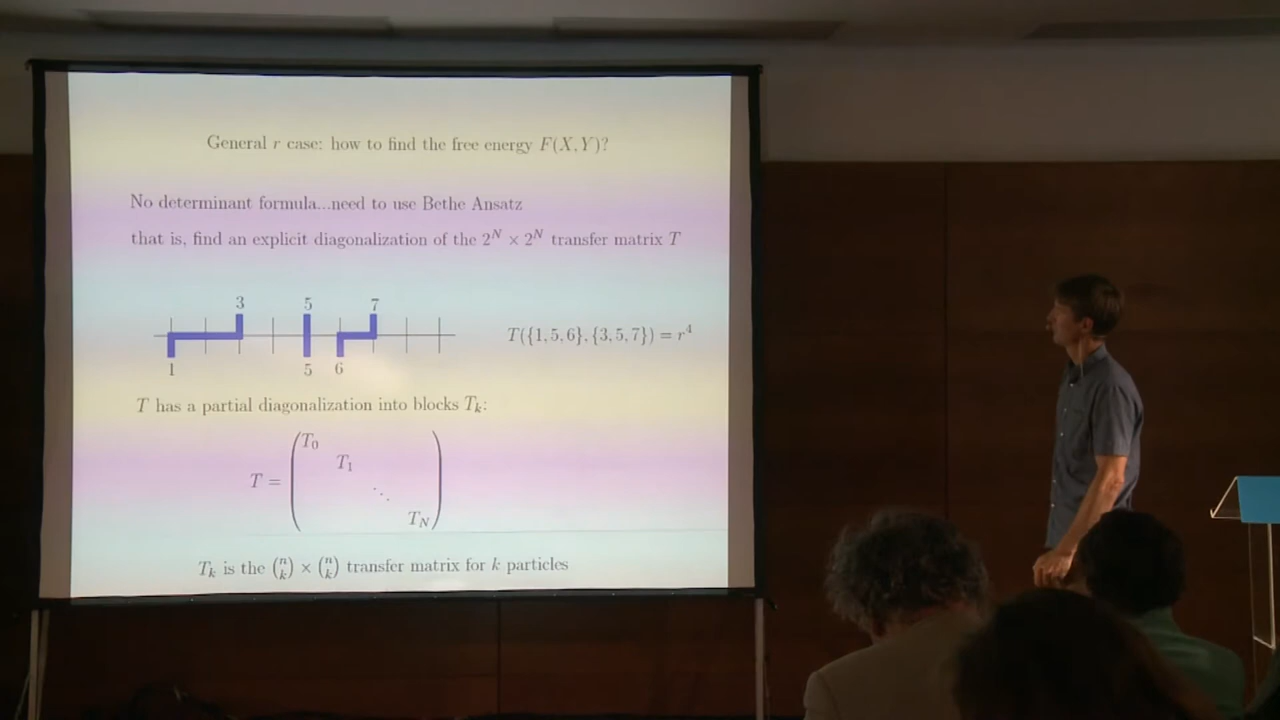 General r case: how to find the free energy F(X,Y)?
No determinant formula...need to use Bethe Ansatz
that is, find an explicit diagonalization of the 2^N × 2^N transfer matrix T
3 5 7
T({1,5,6},{3,5,7}) = r^4
1 5 6
T has a partial diagonalization into blocks T_k:
T_0
T_1
T =
⋱
T_N
T_k is the (n k) × (n k) transfer matrix for k particles